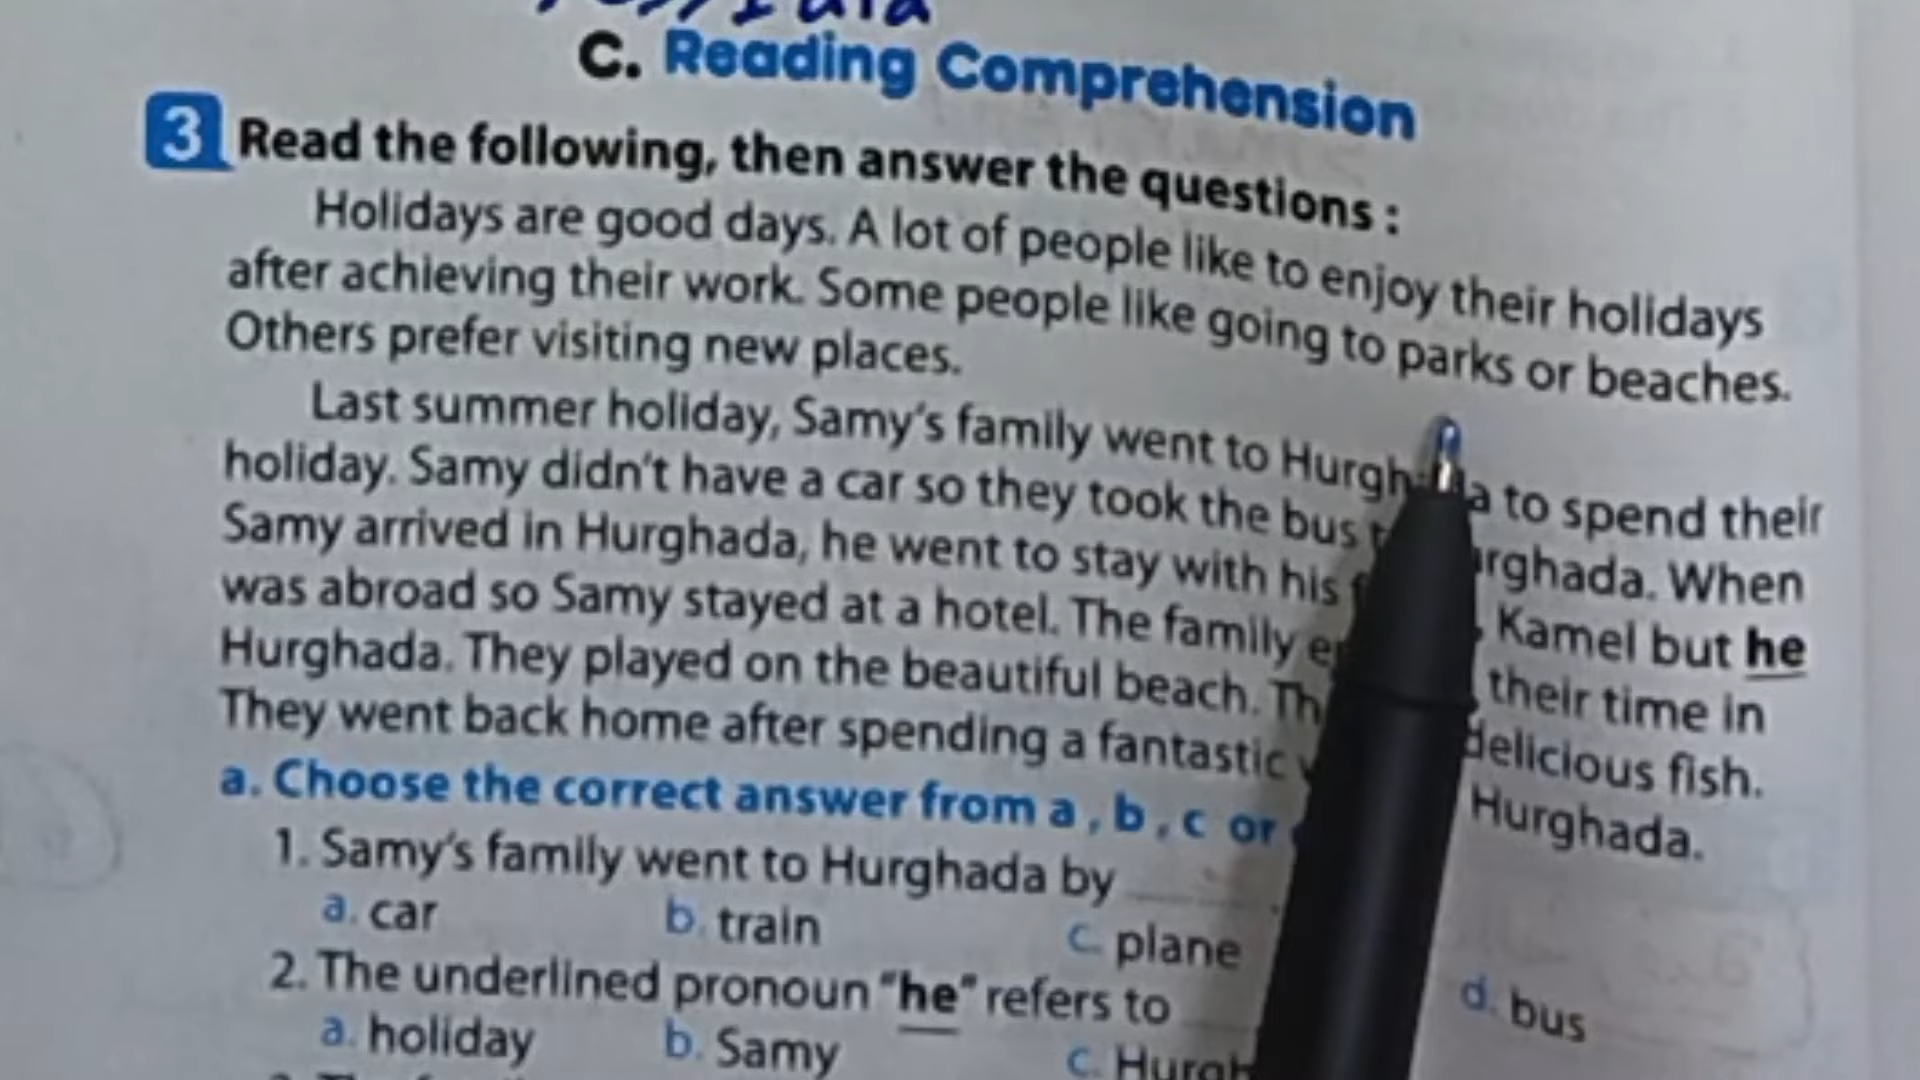 C. Reading Comprehension
3 Read the following, then answer the questions :
Holidays are good days. A lot of people like to enjoy their holidays
after achieving their work. Some people like going to parks or beaches.
Others prefer visiting new places.
Last summer holiday, Samy's family went to Hurghada to spend their
holiday. Samy didn't have a car so they took the bus to Hurghada. When
Samy arrived in Hurghada, he went to stay with his Kamel but he
was abroad so Samy stayed at a hotel. The family their time in
Hurghada. They played on the beautiful beach. delicious fish.
They went back home after spending a fantastic Hurghada.
a. Choose the correct answer from a , b , c or
1. Samy's family went to Hurghada by ........ .
a. car b. train c. plane d. bus
2. The underlined pronoun "he" refers to
a. holiday b. Samy c.